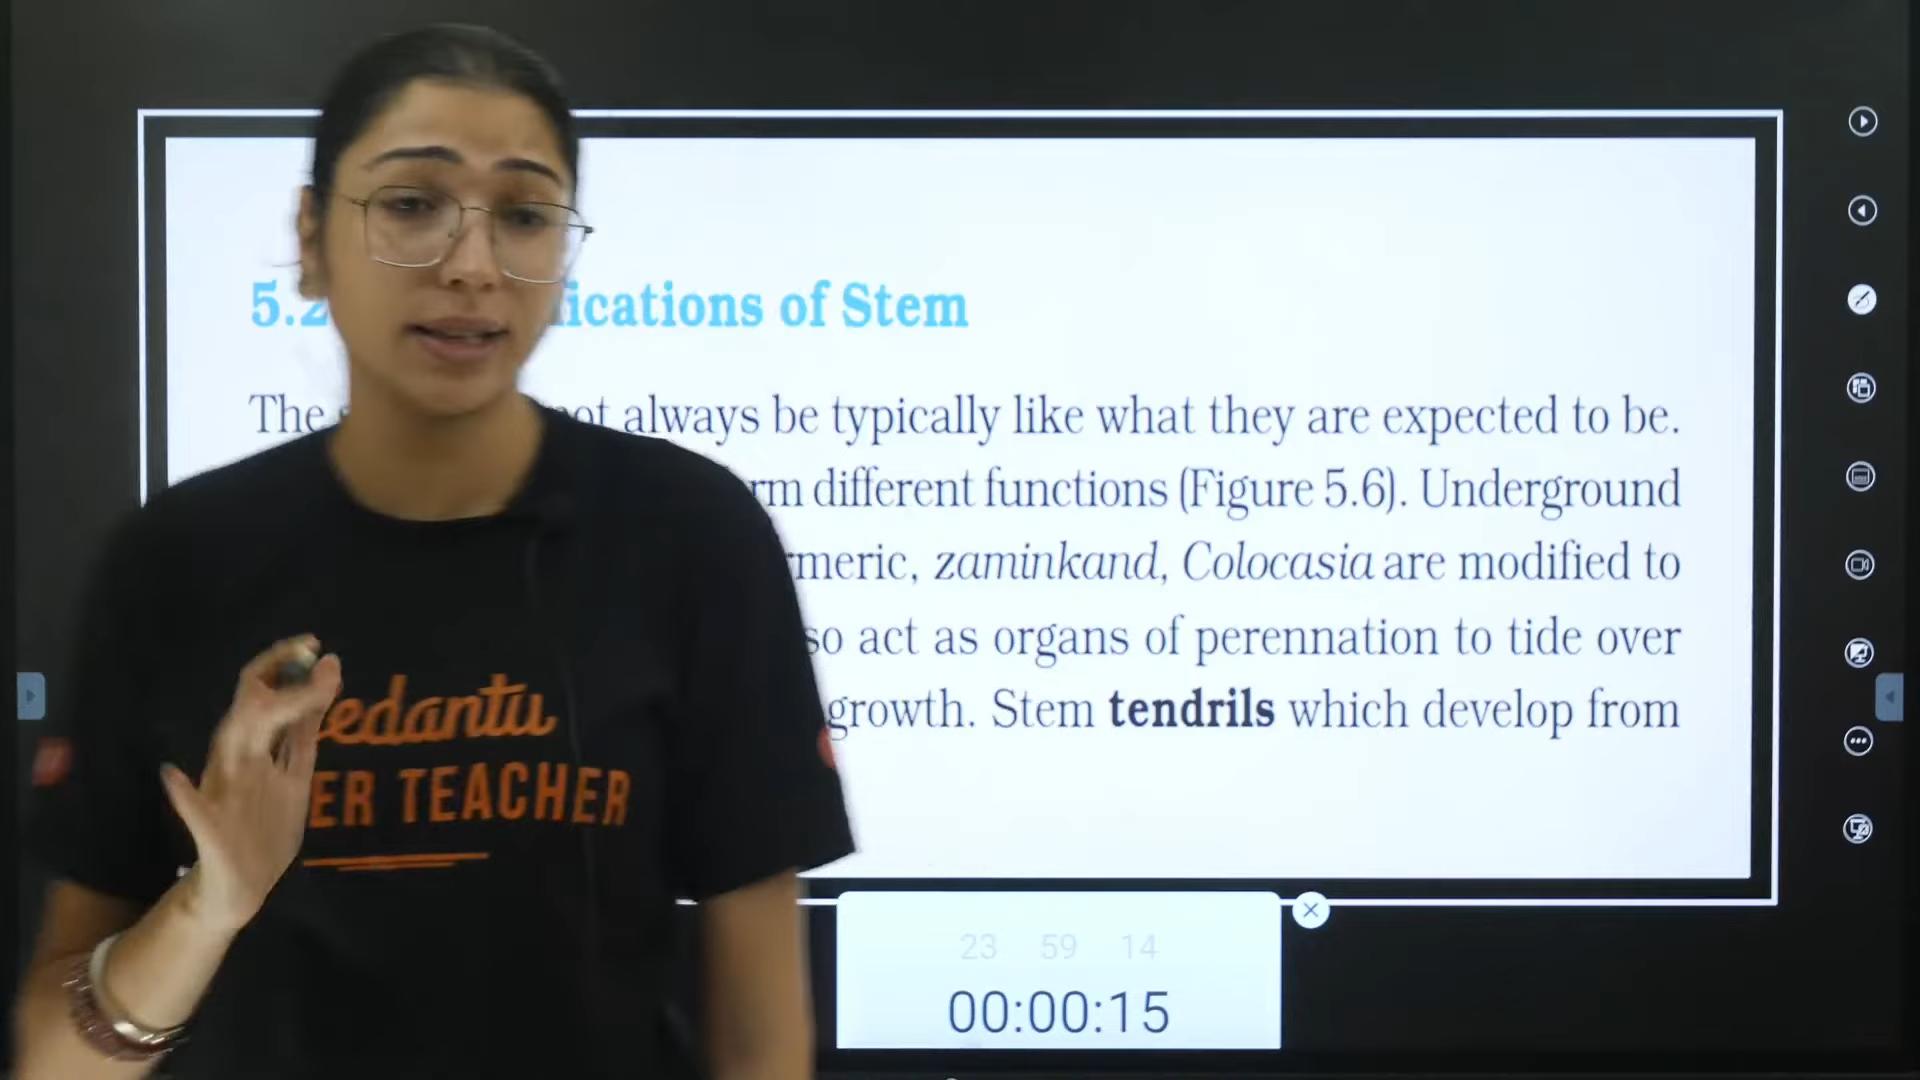 5.2 ications of Stem
The not always be typically like what they are expected to be.
rm different functions (Figure 5.6). Underground
rmeric, zaminkand, Colocasia are modified to
so act as organs of perennation to tide over
growth. Stem tendrils which develop from
edantu
ER TEACHER
23 59 14
00:00:15